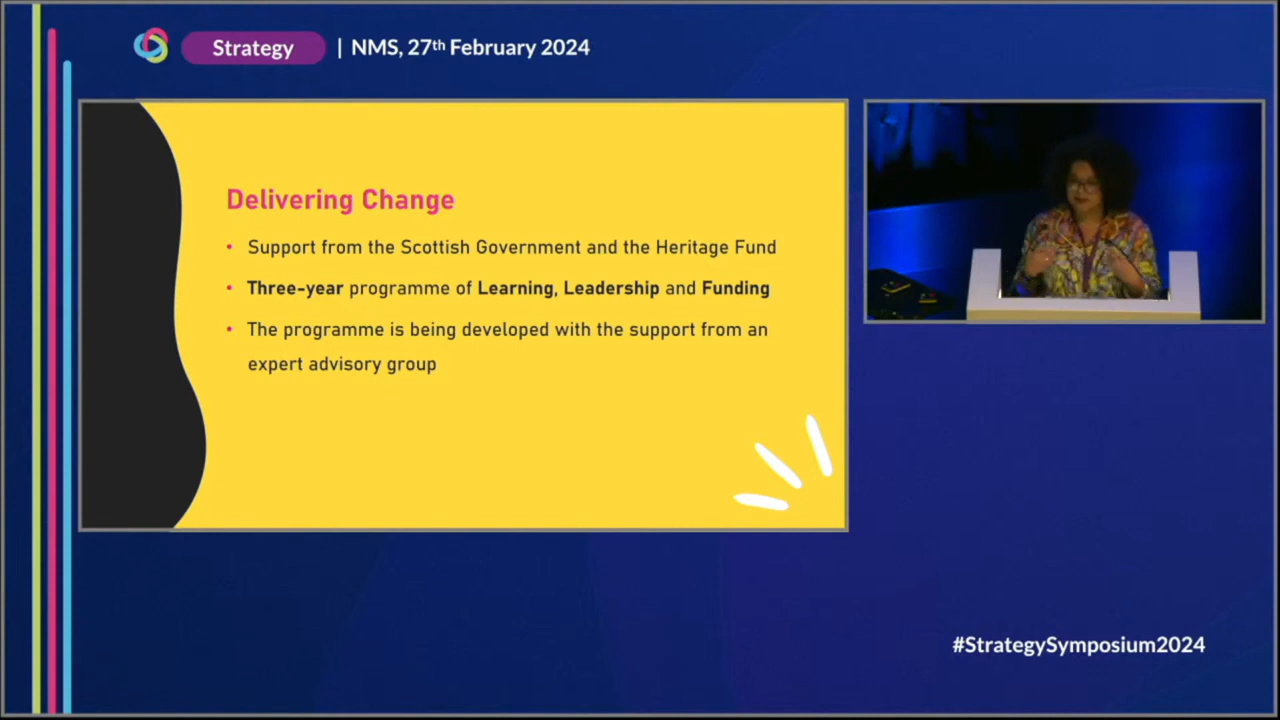 Strategy | NMS, 27th February 2024
Delivering Change
• Support from the Scottish Government and the Heritage Fund
• Three-year programme of Learning, Leadership and Funding
• The programme is being developed with the support from an
expert advisory group
#StrategySymposium2024